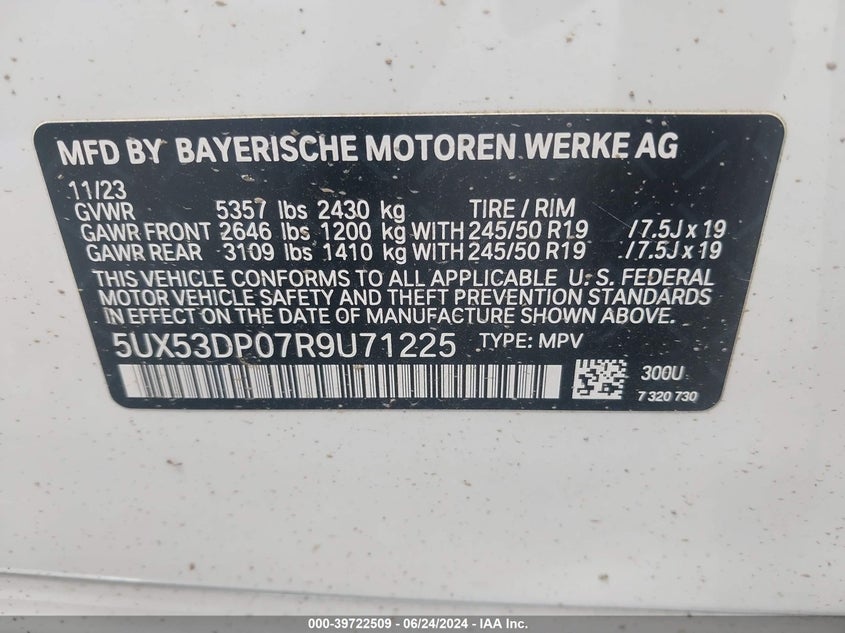 MFD BY BAYERISCHE MOTOREN WERKE AG
11/23
GVWR 5357 lbs 2430 kg TIRE / RIM
GAWR FRONT 2646 lbs 1200 kg WITH 245/50 R19 /7.5J x 19
GAWR REAR 3109 lbs 1410 kg WITH 245/50 R19 /7.5J x 19
THIS VEHICLE CONFORMS TO ALL APPLICABLE U. S. FEDERAL
MOTOR VEHICLE SAFETY AND THEFT PREVENTION STANDARDS
IN EFFECT ON THE DATE OF MANUFACTURE SHOWN ABOVE.
5UX53DP07R9U71225 TYPE: MPV
300U
7 320 730
000-39722509 - 06/24/2024 - IAA Inc.